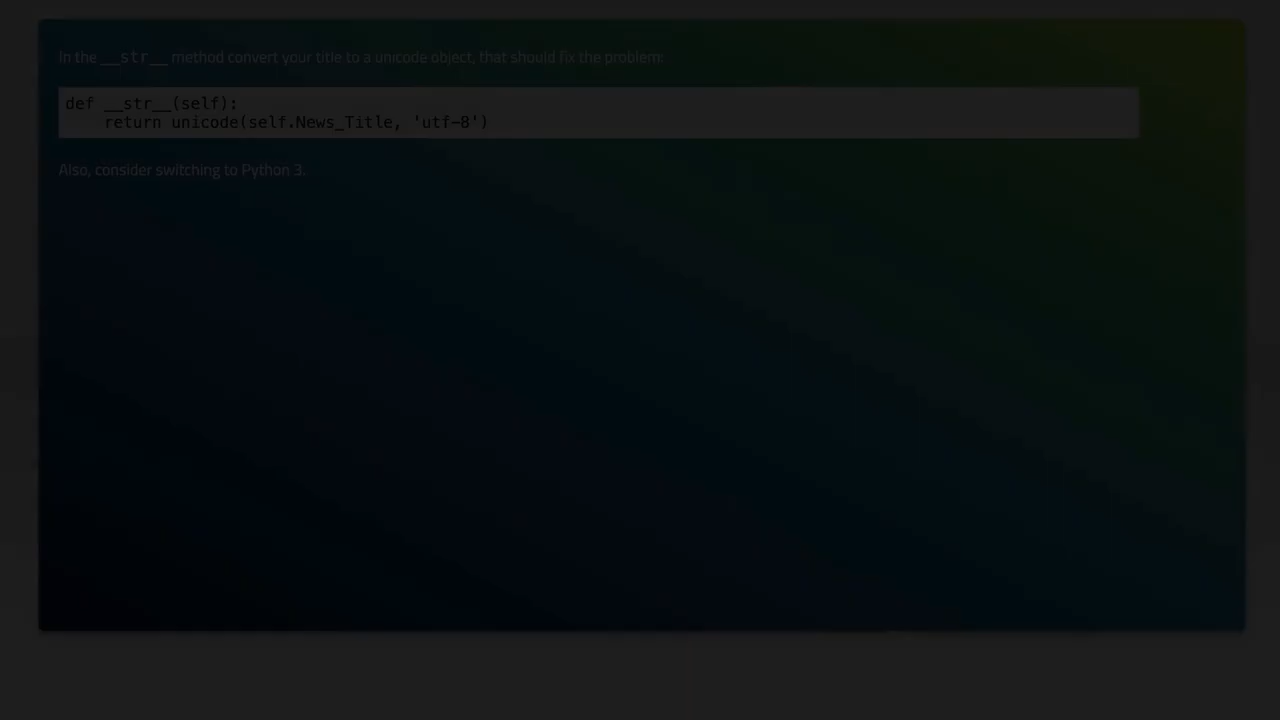 In the __str__ method convert your title to a unicode object, that should fix the problem:
def __str__(self):
    return unicode(self.News_Title, 'utf-8')
Also, consider switching to Python 3.